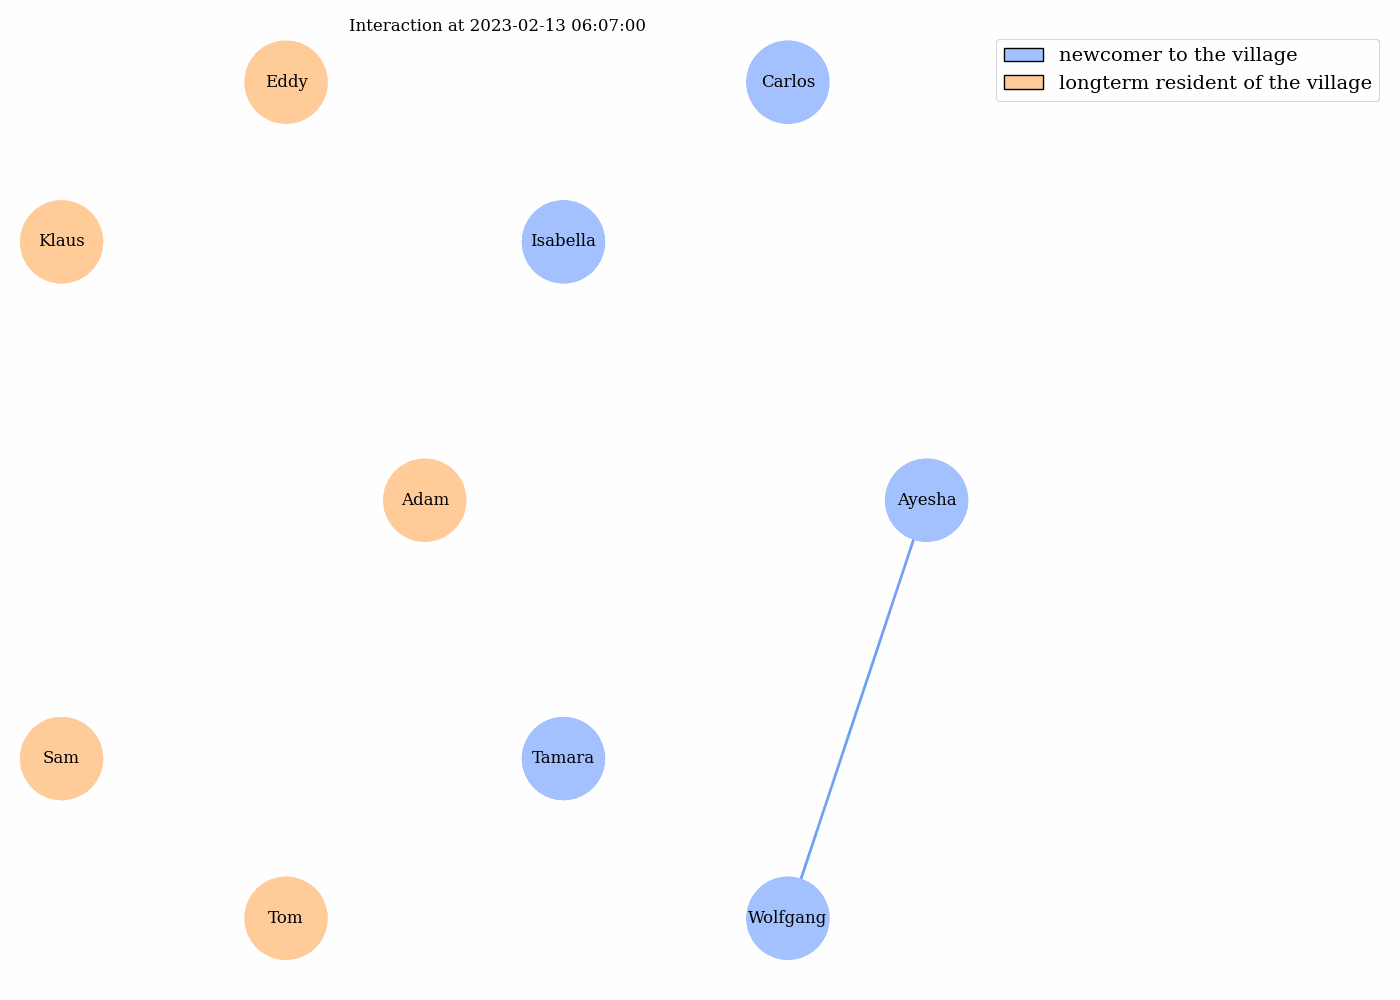 Interaction at 2023-02-13 06:07:00
newcomer to the village
longterm resident of the village
Eddy
Carlos
Klaus
Isabella
Adam
Ayesha
Sam
Tamara
Tom
Wolfgang